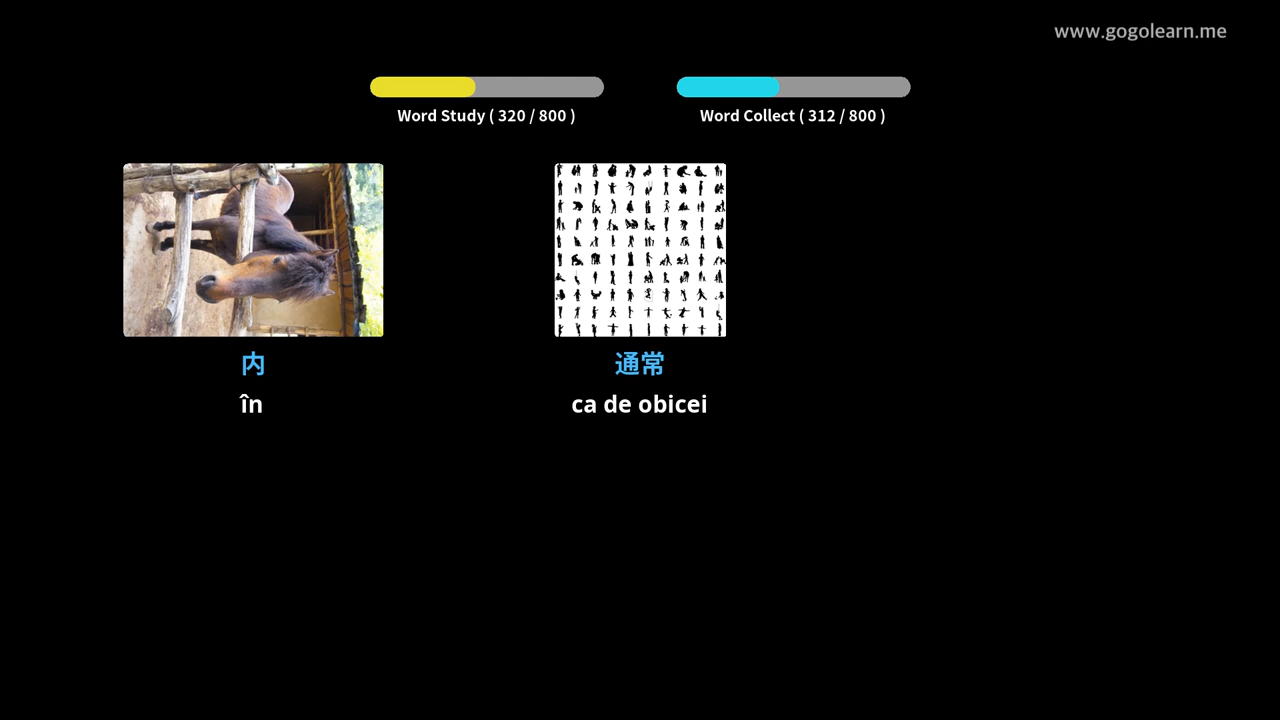 www.gogolearn.me
Word Study ( 320 / 800 )
Word Collect ( 312 / 800 )
内
通常
în
ca de obicei